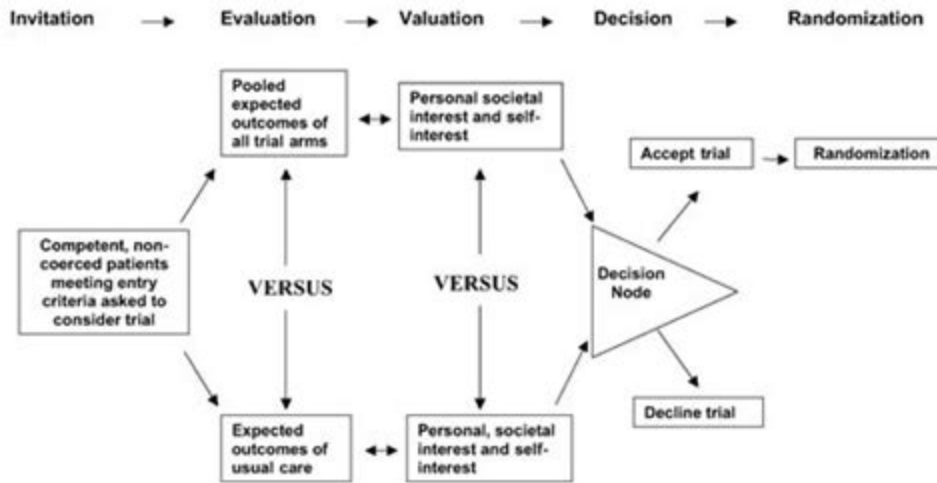 Invitation Evaluation Valuation Decision Randomization
Pooled
expected
outcomes of
all trial arms
Personal societal
interest and self-
interest
Accept trial
Randomization
Competent, non-
coerced patients
meeting entry
criteria asked to
consider trial
VERSUS
VERSUS
Decision
Node
Expected
outcomes of
usual care
Personal, societal
interest and self-
interest
Decline trial